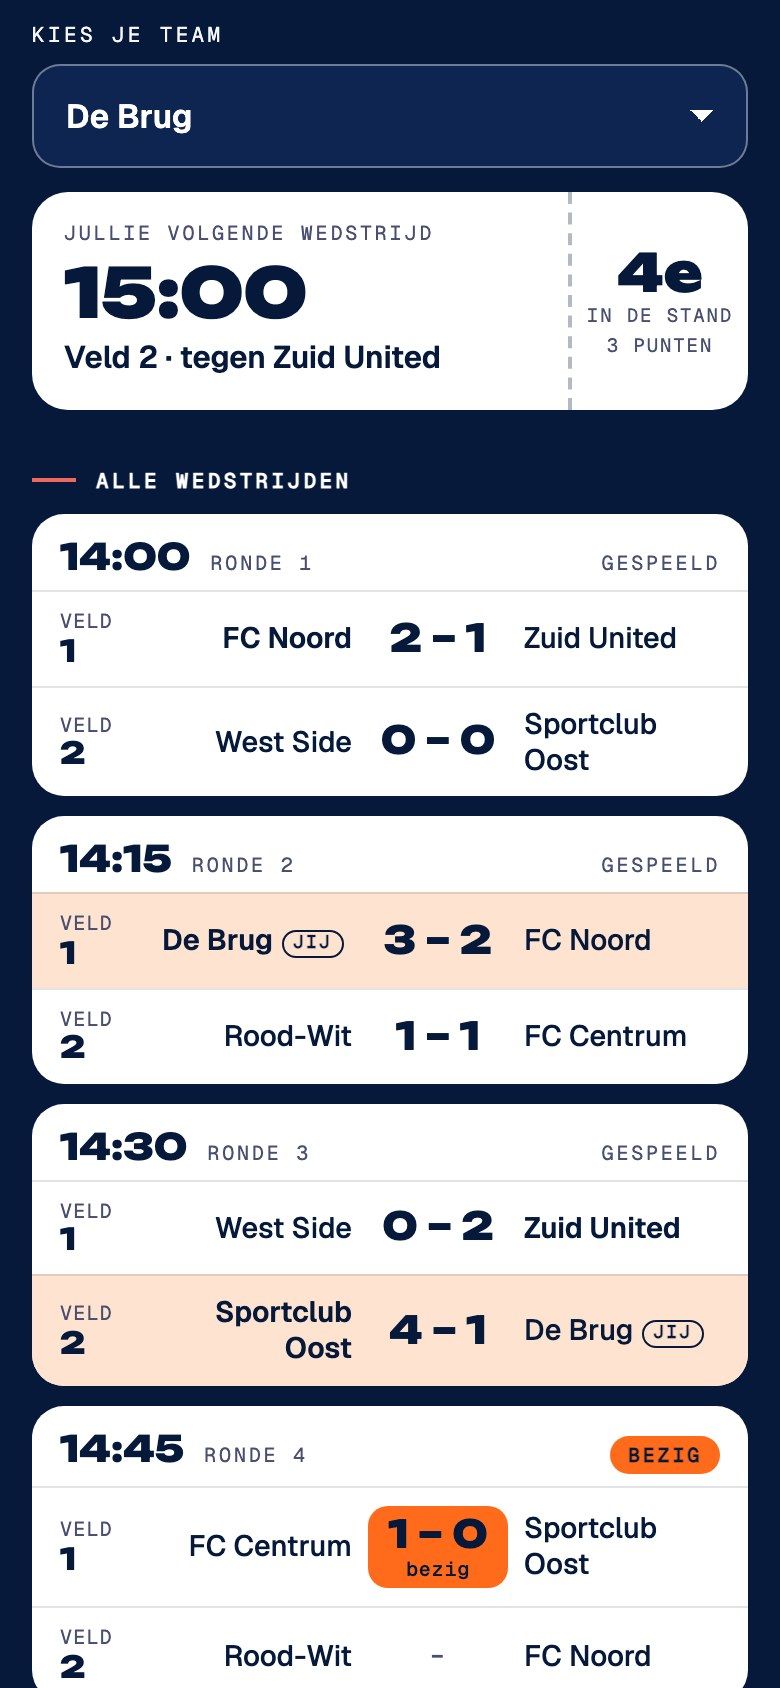 KIES JE TEAM
De Brug
JULLIE VOLGENDE WEDSTRIJD
15:00
Veld 2 · tegen Zuid United
4e
IN DE STAND
3 PUNTEN
ALLE WEDSTRIJDEN
14:00 RONDE 1 GESPEELD
VELD
1 FC Noord 2 – 1 Zuid United
VELD
2 West Side 0 – 0 Sportclub
Oost
14:15 RONDE 2 GESPEELD
VELD
1 De Brug JIJ 3 – 2 FC Noord
VELD
2 Rood-Wit 1 – 1 FC Centrum
14:30 RONDE 3 GESPEELD
VELD
1 West Side 0 – 2 Zuid United
VELD
2 Sportclub
Oost 4 – 1 De Brug JIJ
14:45 RONDE 4 BEZIG
VELD
1 FC Centrum 1 – 0 bezig Sportclub
Oost
VELD
2 Rood-Wit - FC Noord